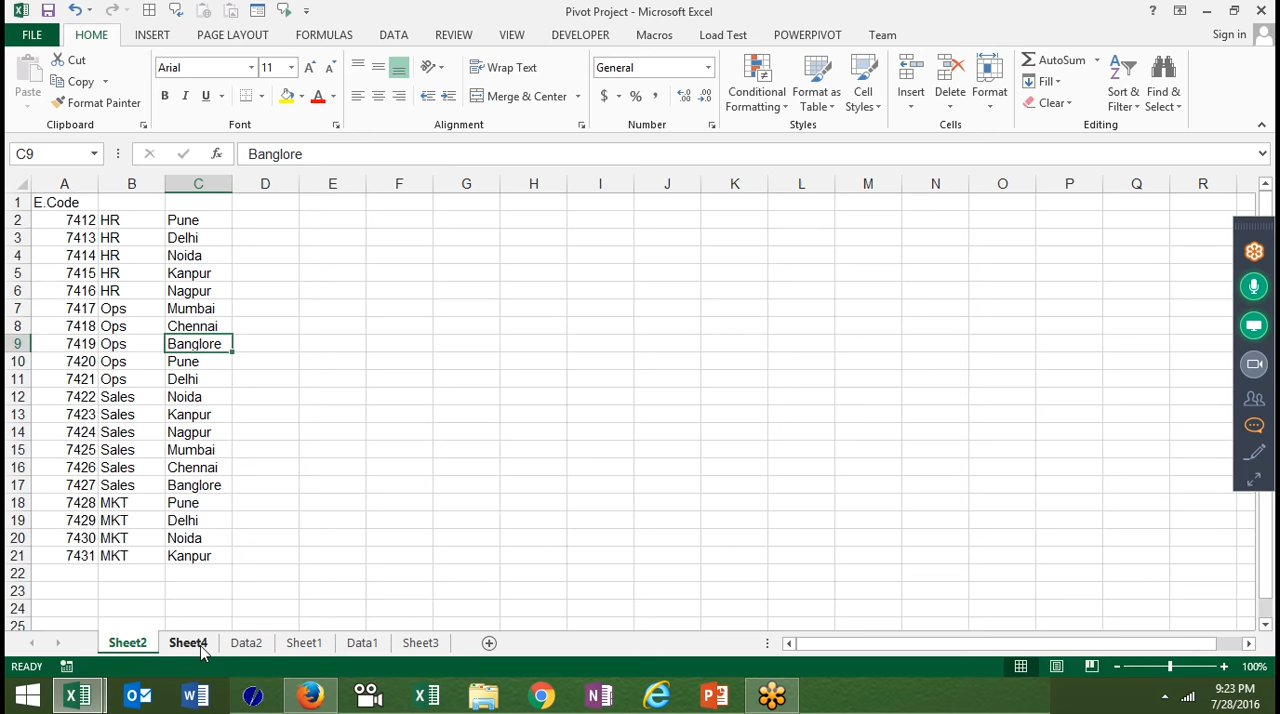 Pivot Project - Microsoft Excel
?
FILE HOME INSERT PAGE LAYOUT FORMULAS DATA REVIEW VIEW DEVELOPER Macros Load Test POWERPIVOT Team Sign in
Paste
Cut
Copy
Format Painter
Clipboard
Arial 11
B I U
Font
Wrap Text
Merge & Center
Alignment
General
$ % ,
Number
Conditional Formatting
Format as Table
Cell Styles
Styles
Insert
Delete
Format
Cells
AutoSum
Fill
Clear
Sort & Filter
Find & Select
Editing
C9 fx Banglore
A B C D E F G H I J K L M N O P Q R
1 E.Code
2 7412 HR Pune
3 7413 HR Delhi
4 7414 HR Noida
5 7415 HR Kanpur
6 7416 HR Nagpur
7 7417 Ops Mumbai
8 7418 Ops Chennai
9 7419 Ops Banglore
10 7420 Ops Pune
11 7421 Ops Delhi
12 7422 Sales Noida
13 7423 Sales Kanpur
14 7424 Sales Nagpur
15 7425 Sales Mumbai
16 7426 Sales Chennai
17 7427 Sales Banglore
18 7428 MKT Pune
19 7429 MKT Delhi
20 7430 MKT Noida
21 7431 MKT Kanpur
22
23
24
25
Sheet2 Sheet4 Data2 Sheet1 Data1 Sheet3
READY 100%
9:23 PM
7/28/2016